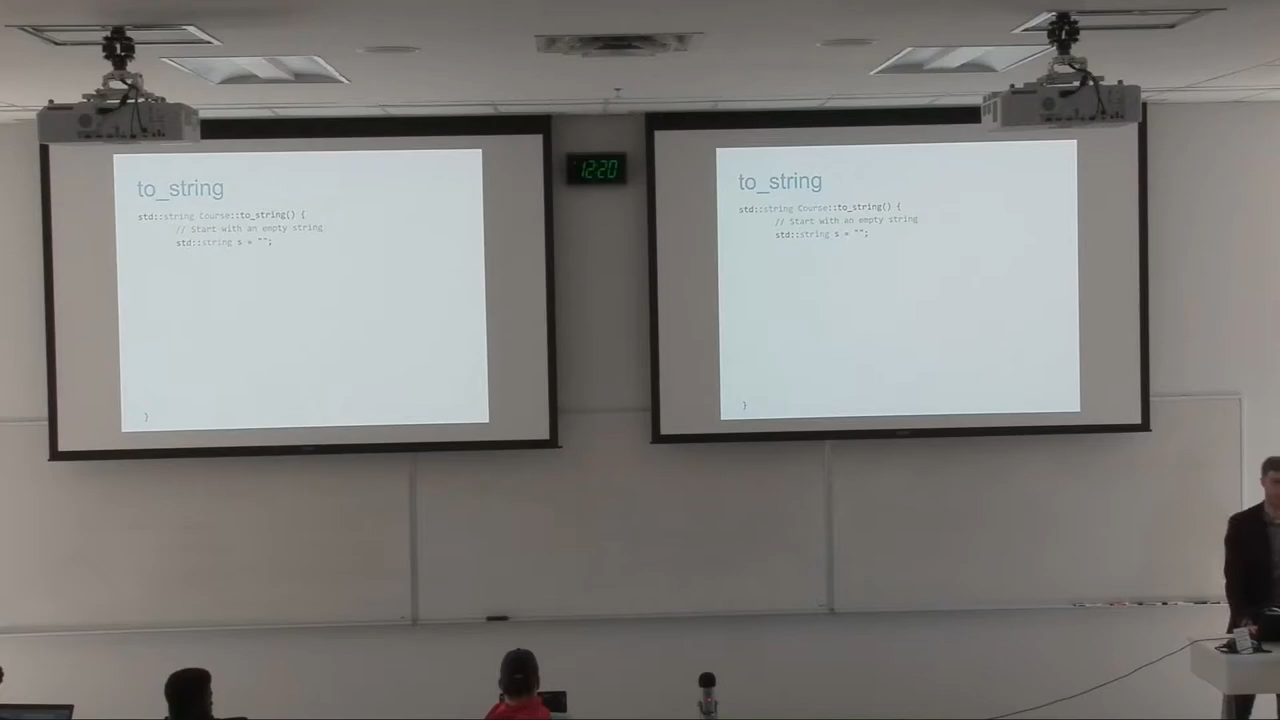 to_string
std::string Course::to_string() {
// Start with an empty string
std::string s = "";
}
12:20
to_string
std::string Course::to_string() {
// Start with an empty string
std::string s = "";
}